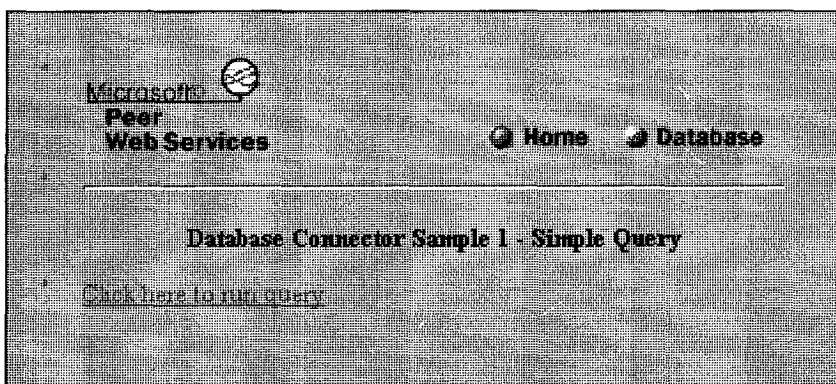 Microsoft®
Peer
Web Services
Home Database
Database Connector Sample 1 - Simple Query
Click here to run query